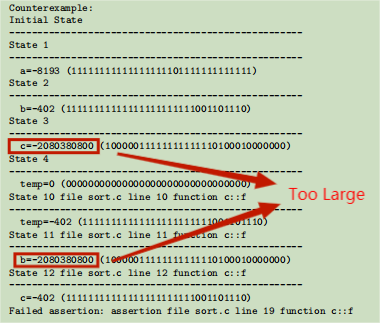 Counterexample:
Initial State
State 1
a=-8193 (11111111111111111101111111111111)
State 2
b=-402 (11111111111111111111111001101110)
State 3
c=-2080380800 (10000011111111111010001000000)
State 4
temp=0 (00000000000000000000000000000000)
State 10 file sort.c line 10 function c::f
temp=-402 (11111111111111111111111001101110)
State 11 file sort.c line 11 function c::f
b=-2080380800
State 12 file sort.c line 12 function c::f
c=-402 (11111111111111111111111001101110)
Failed assertion: assertion file sort.c line 19 function c::f
Too Large